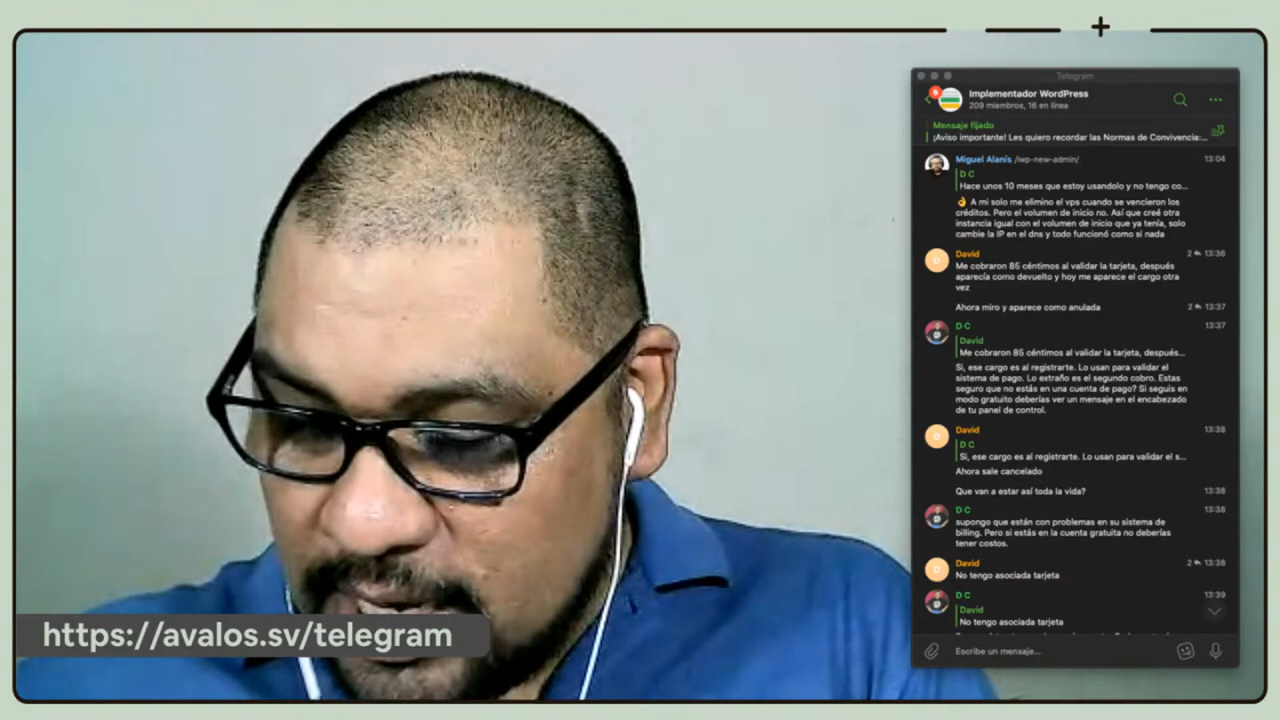 Telegram
6
Implementador WordPress
209 miembros, 16 en línea
Mensaje fijado
¡Aviso importante! Les quiero recordar las Normas de Convivencia:...
Miguel Alanís /wp-new-admin/ 13:04
D C
Hace unos 10 meses que estoy usandolo y no tengo co...
👌 A mi solo me elimino el vps cuando se vencieron los
créditos. Pero el volumen de inicio no. Así que creé otra
instancia igual con el volumen de inicio que ya tenía, solo
cambie la IP en el dns y todo funcionó como si nada
David 2 13:36
D
Me cobraron 85 céntimos al validar la tarjeta, después
aparecía como devuelto y hoy me aparece el cargo otra
vez
Ahora miro y aparece como anulada 2 13:37
D C 13:37
David
Me cobraron 85 céntimos al validar la tarjeta, después...
Si, ese cargo es al registrarte. Lo usan para validar el
sistema de pago. Lo extraño es el segundo cobro. Estas
seguro que no estás en una cuenta de pago? Si seguis en
modo gratuito deberías ver un mensaje en el encabezado
de tu panel de control.
David 13:38
D
D C
Si, ese cargo es al registrarte. Lo usan para validar el s...
Ahora sale cancelado
Que van a estar así toda la vida? 13:38
D C 13:38
supongo que están con problemas en su sistema de
billing. Pero si estás en la cuenta gratuita no deberías
tener costos.
David 2 13:38
D
No tengo asociada tarjeta
D C 13:39
David
No tengo asociada tarjeta
Escribe un mensaje...
https://avalos.sv/telegram